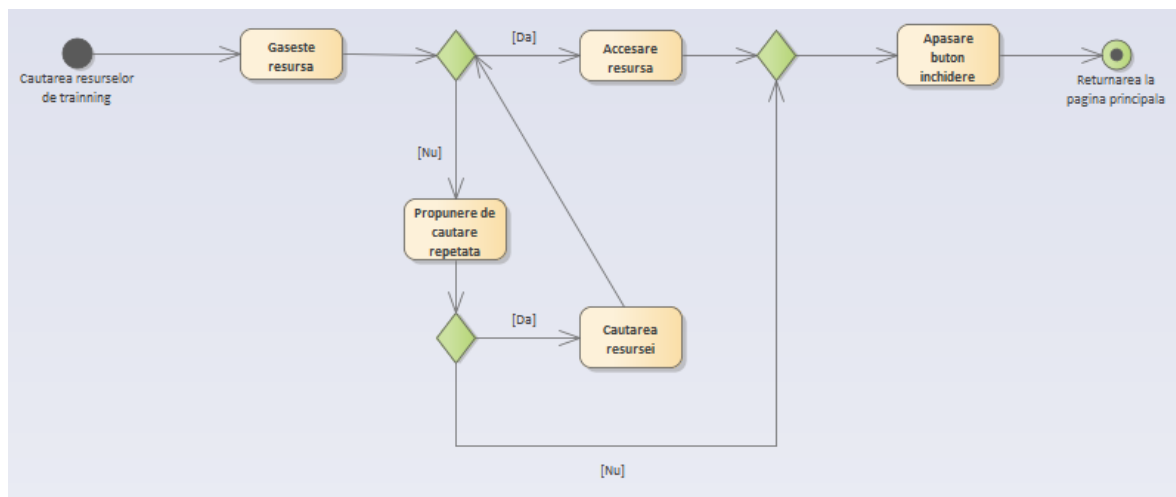 Cautarea resurselor
de trainning
Gaseste
resursa
[Da]
Accesare
resursa
Apasare
buton
inchidere
Returnarea la
pagina principala
[Nu]
Propunere de
cautare
repetata
[Da]
Cautarea
resursei
[Nu]